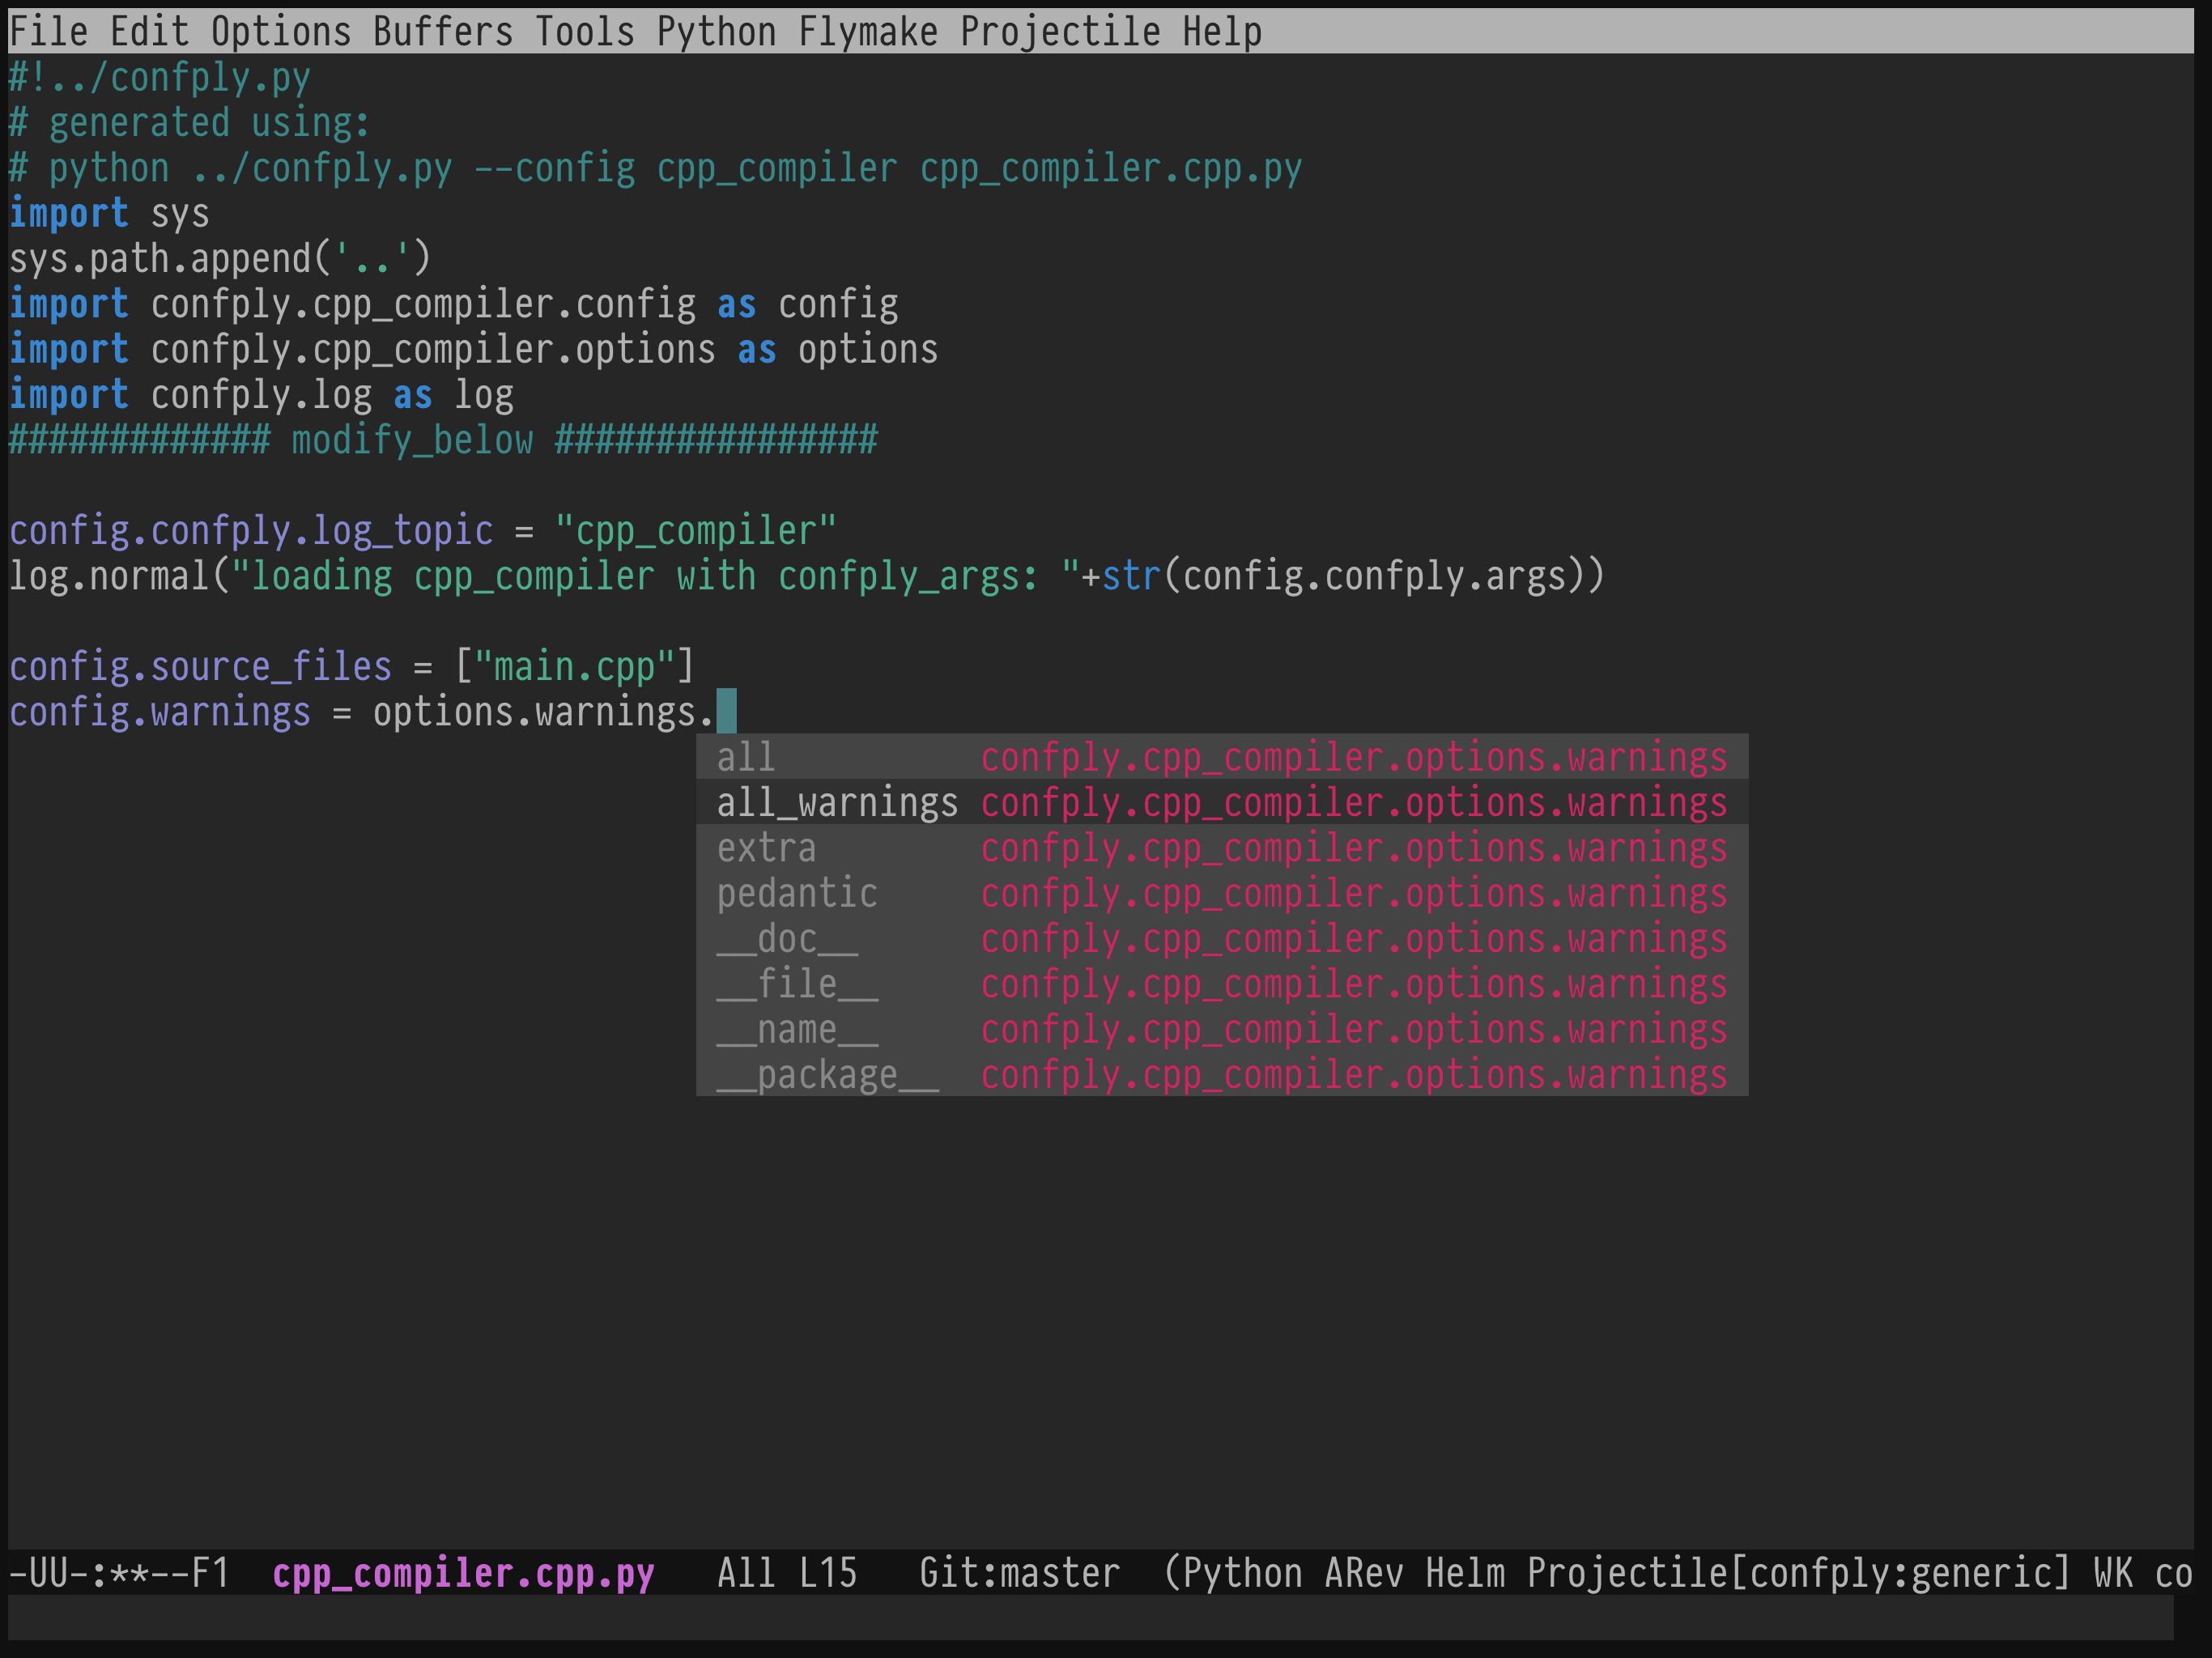 File Edit Options Buffers Tools Python Flymake Projectile Help
#!../confply.py
# generated using:
# python ../confply.py --config cpp_compiler cpp_compiler.cpp.py
import sys
sys.path.append('..')
import confply.cpp_compiler.config as config
import confply.cpp_compiler.options as options
import confply.log as log
############# modify_below ################
config.confply.log_topic = "cpp_compiler"
log.normal("loading cpp_compiler with confply_args: "+str(config.confply.args))
config.source_files = ["main.cpp"]
config.warnings = options.warnings.
all confply.cpp_compiler.options.warnings
all_warnings confply.cpp_compiler.options.warnings
extra confply.cpp_compiler.options.warnings
pedantic confply.cpp_compiler.options.warnings
__doc__ confply.cpp_compiler.options.warnings
__file__ confply.cpp_compiler.options.warnings
__name__ confply.cpp_compiler.options.warnings
__package__ confply.cpp_compiler.options.warnings
-UU-:**--F1 cpp_compiler.cpp.py All L15 Git:master (Python ARev Helm Projectile[confply:generic] WK co